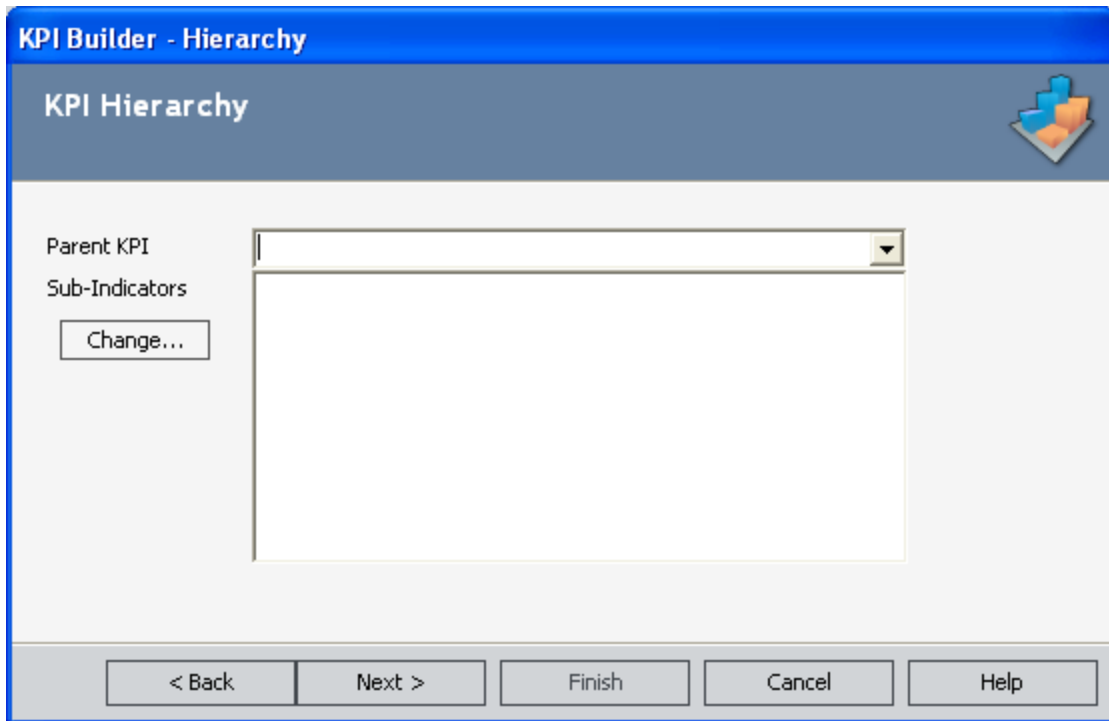 KPI Builder - Hierarchy
KPI Hierarchy
Parent KPI
Sub-Indicators
Change...
< Back Next > Finish Cancel Help